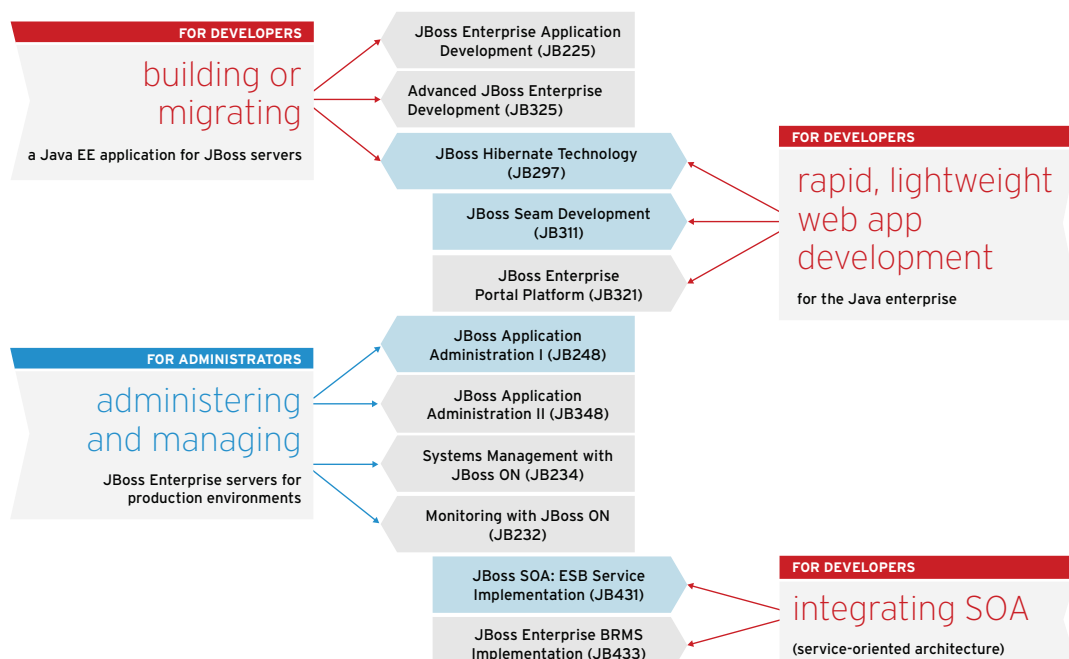 FOR DEVELOPERS
building or
migrating
a Java EE application for JBoss servers
JBoss Enterprise Application
Development (JB225)
Advanced JBoss Enterprise
Development (JB325)
JBoss Hibernate Technology
(JB297)
JBoss Seam Development
(JB311)
JBoss Enterprise
Portal Platform (JB321)
FOR DEVELOPERS
rapid, lightweight
web app
development
for the Java enterprise
FOR ADMINISTRATORS
administering
and managing
JBoss Enterprise servers for
production environments
JBoss Application
Administration I (JB248)
JBoss Application
Administration II (JB348)
Systems Management with
JBoss ON (JB234)
Monitoring with JBoss ON
(JB232)
JBoss SOA: ESB Service
Implementation (JB431)
JBoss Enterprise BRMS
Implementation (JB433)
FOR DEVELOPERS
integrating SOA
(service-oriented architecture)